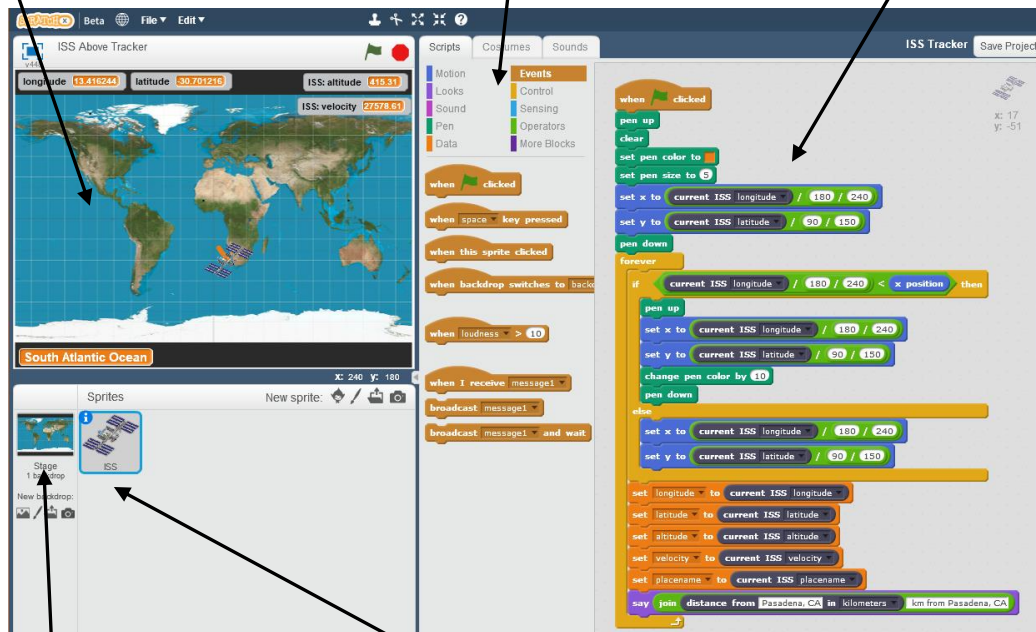 SCRATCHX Beta File▼ Edit▼
ISS Above Tracker
longitude 13.416244 latitude -30.701216 ISS: altitude 415.31
ISS: velocity 27578.61
South Atlantic Ocean
x: 240 y: 180
Sprites New sprite:
Stage
1 backdrop
New backdrop:
ISS
Scripts Costumes Sounds
ISS Tracker Save Project
Motion Events
Looks Control
Sound Sensing
Pen Operators
Data More Blocks
when clicked
when space key pressed
when this sprite clicked
when backdrop switches to
when loudness > 10
when I receive message1
broadcast message1
broadcast message1 and wait
x: 17
y: -51
when clicked
pen up
clear
set pen color to
set pen size to 5
set x to current ISS longitude / 180 / 240
set y to current ISS latitude / 90 / 150
pen down
forever
if current ISS longitude / 180 / 240 < x position then
pen up
set x to current ISS longitude / 180 / 240
set y to current ISS latitude / 90 / 150
change pen color by 10
pen down
else
set x to current ISS longitude / 180 / 240
set y to current ISS latitude / 90 / 150
set longitude to current ISS longitude
set latitude to current ISS latitude
set altitude to current ISS altitude
set velocity to current ISS velocity
set placename to current ISS placename
say join distance from Pasadena, CA in kilometers km from Pasadena, CA